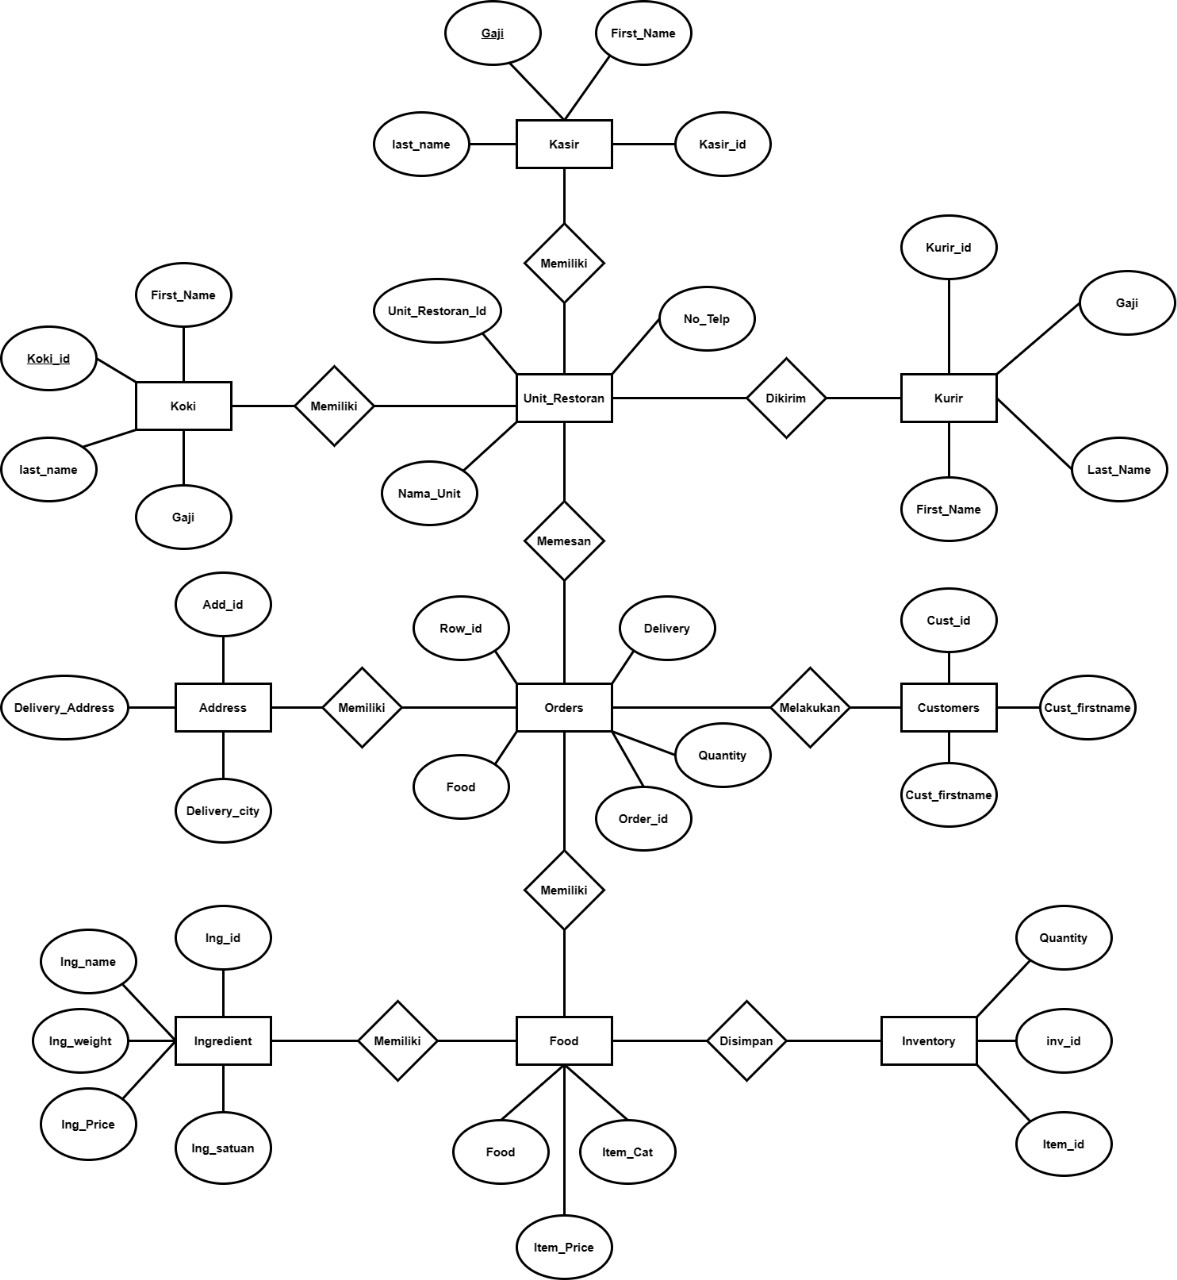 Gaji
First_Name
last_name
Kasir
Kasir_id
Memiliki
Kurir_id
First_Name
Unit_Restoran_Id
No_Telp
Gaji
Koki_id
Koki
Memiliki
Unit_Restoran
Dikirim
Kurir
last_name
Last_Name
Nama_Unit
Gaji
First_Name
Memesan
Add_id
Row_id
Delivery
Cust_id
Delivery_Address
Address
Memiliki
Orders
Melakukan
Customers
Cust_firstname
Quantity
Food
Cust_firstname
Delivery_city
Order_id
Memiliki
Ing_id
Quantity
Ing_name
Ing_weight
Ingredient
Memiliki
Food
Disimpan
Inventory
inv_id
Ing_Price
Ing_satuan
Food
Item_Cat
Item_id
Item_Price